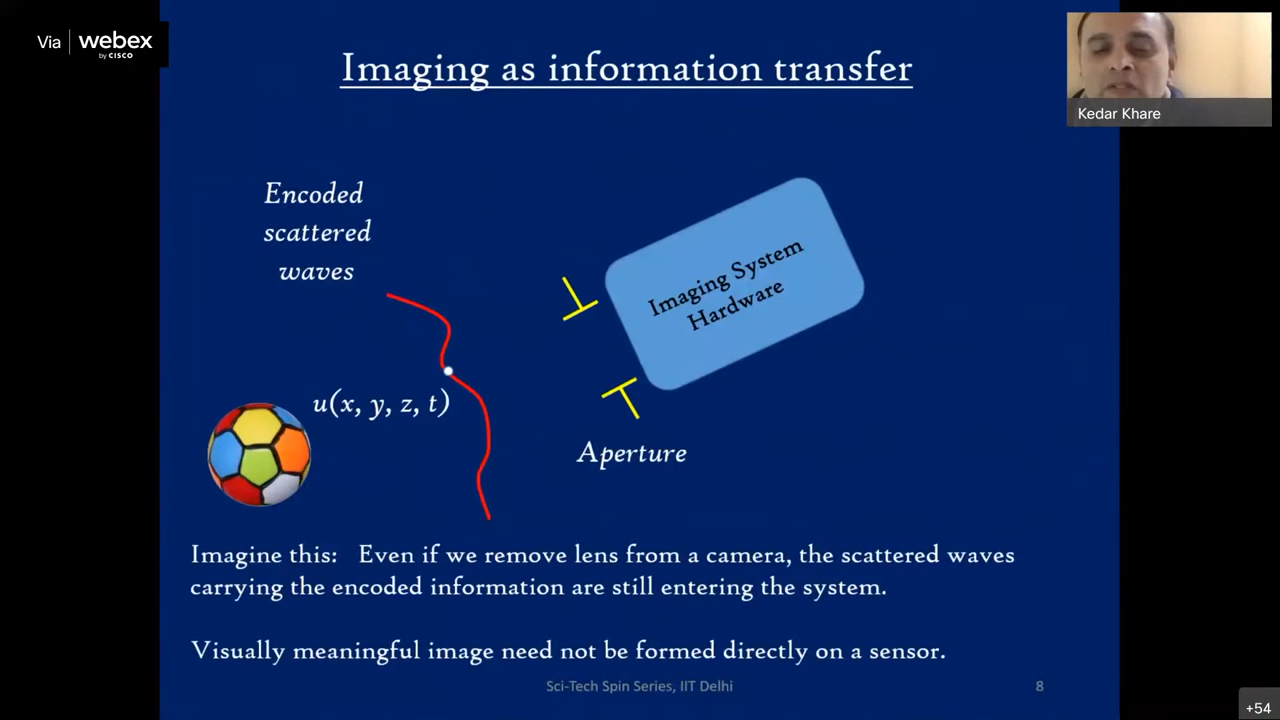 Via webex
by CISCO
Imaging as information transfer
Kedar Khare
Encoded
scattered
waves
Imaging System
Hardware
u(x, y, z, t)
Aperture
Imagine this: Even if we remove lens from a camera, the scattered waves
carrying the encoded information are still entering the system.
Visually meaningful image need not be formed directly on a sensor.
Sci-Tech Spin Series, IIT Delhi
8
+54